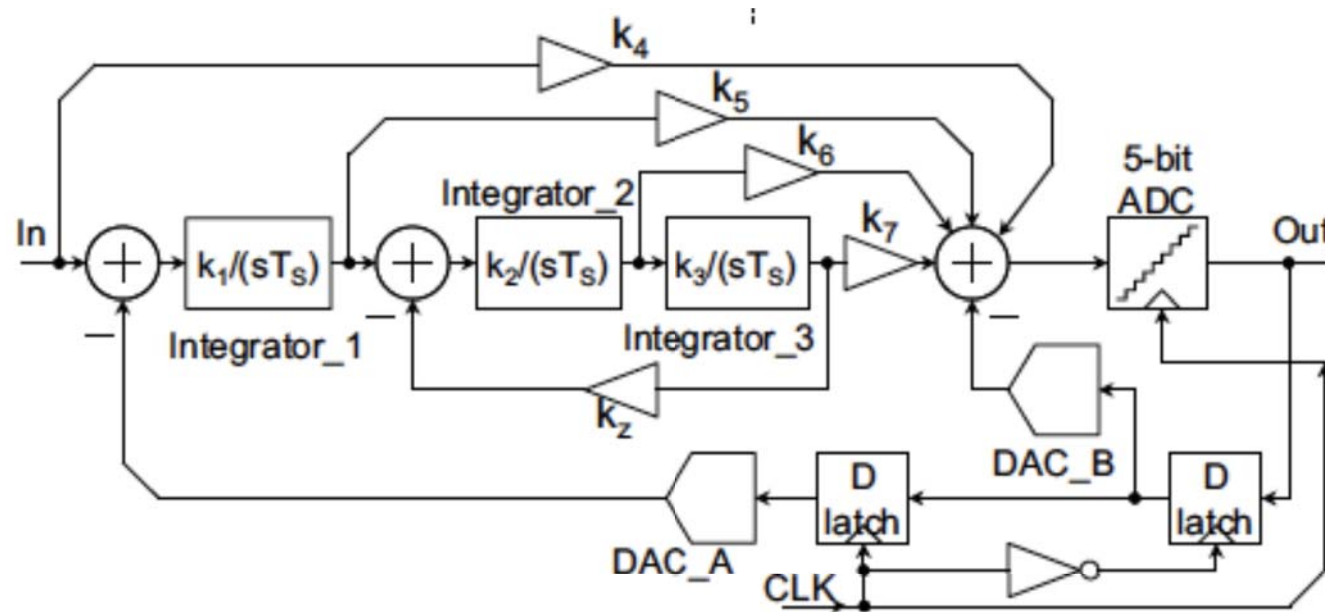 k4
k5
k6
5-bit
ADC
Integrator_2
k7
In
+
k1/(sTS)
+
k2/(sTS)
k3/(sTS)
+
Out
−
−
−
Integrator_1
Integrator_3
kz
DAC_B
D
latch
D
latch
DAC_A
CLK